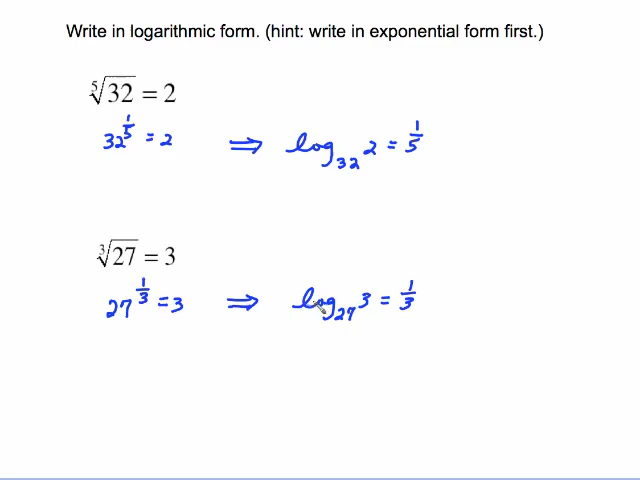 Write in logarithmic form. (hint: write in exponential form first.)
⁵√32 = 2
32^(1/5) = 2 ⇒ log₃₂ 2 = 1/5
³√27 = 3
27^(1/3) = 3 ⇒ log₂₇ 3 = 1/3